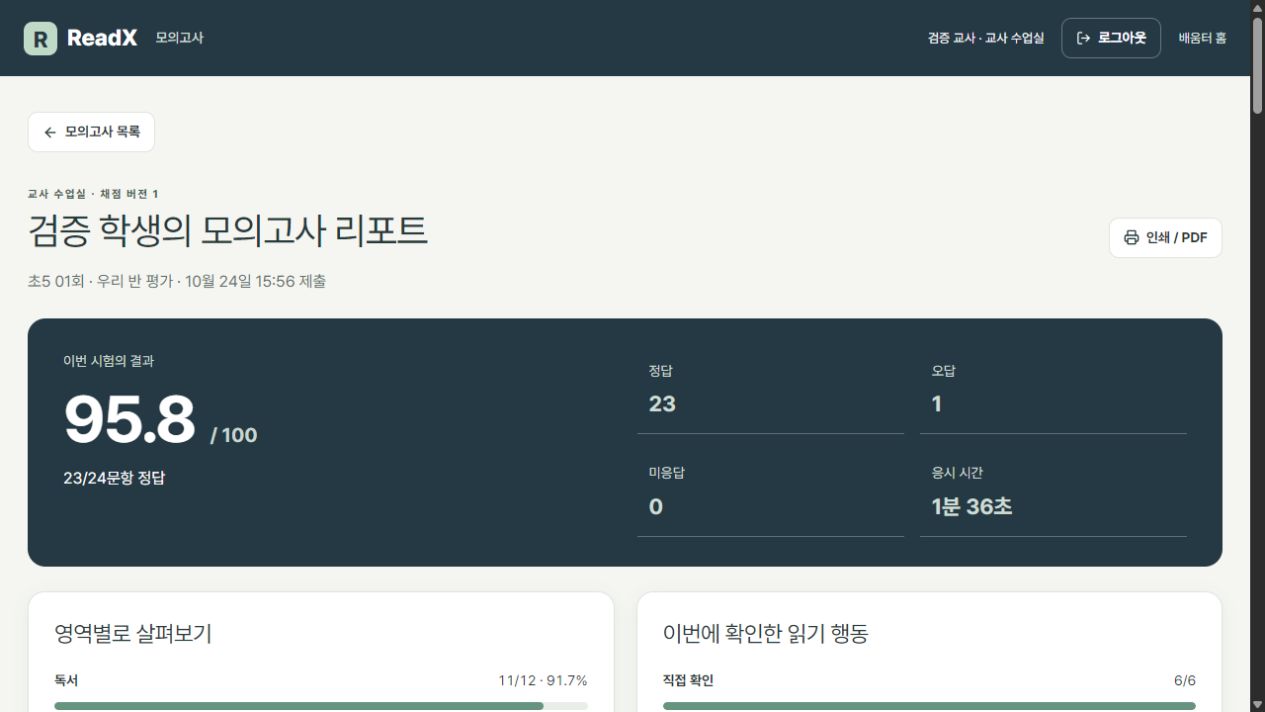 R ReadX 모의고사
검증 교사 · 교사 수업실
로그아웃
배움터 홈
← 모의고사 목록
교사 수업실 · 채점 버전 1
검증 학생의 모의고사 리포트
초5 01회 · 우리 반 평가 · 10월 24일 15:56 제출
인쇄 / PDF
이번 시험의 결과
95.8 / 100
23/24문항 정답
정답
23
오답
1
미응답
0
응시 시간
1분 36초
영역별로 살펴보기
독서 11/12 · 91.7%
이번에 확인한 읽기 행동
직접 확인 6/6